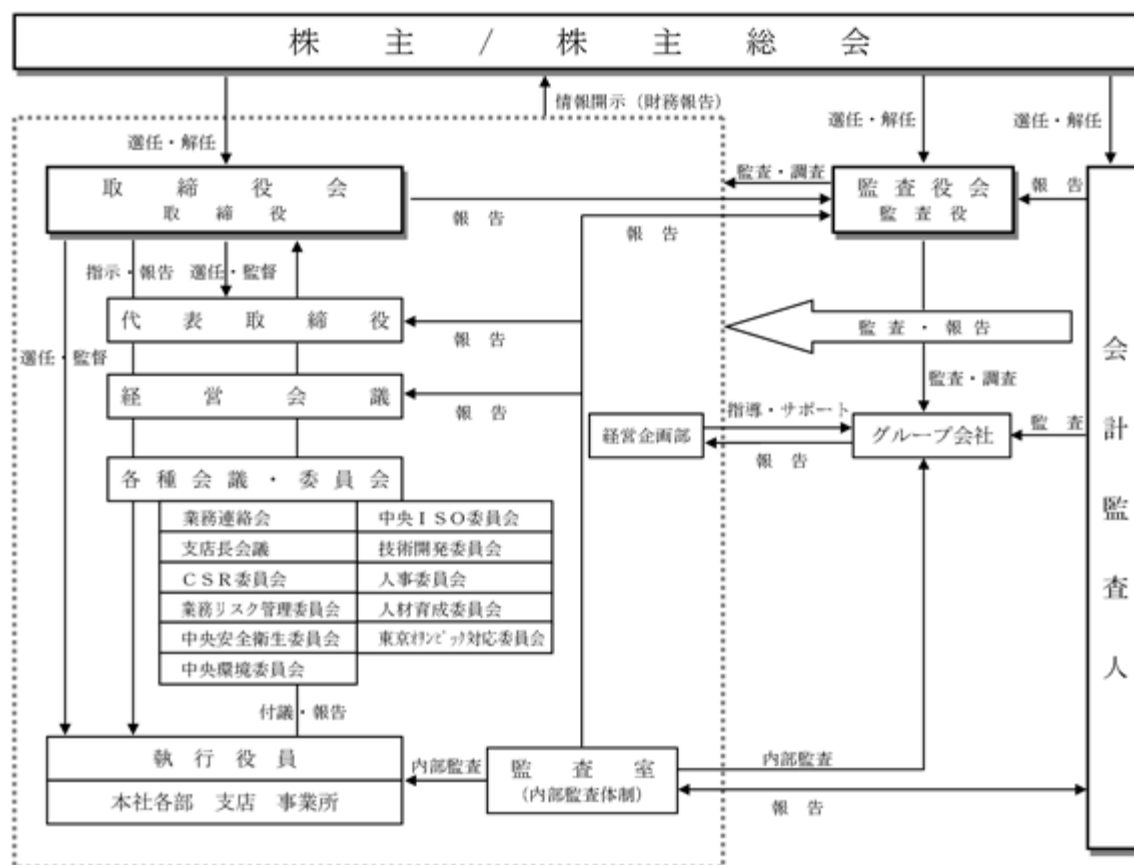 株主/株主総会
情報開示（財務報告）
選任・解任
選任・解任
選任・解任
取締役会
取締役
監査・調査
監査役会
監査役
報告
報告
報告
指示・報告
選任・監督
代表取締役
報告
監査・報告
選任・監督
経営会議
報告
監査・調査
指導・サポート
経営企画部
グループ会社
監査
報告
会計監査人
各種会議・委員会
業務連絡会
中央ＩＳＯ委員会
支店長会議
技術開発委員会
ＣＳＲ委員会
人事委員会
業務リスク管理委員会
人材育成委員会
中央安全衛生委員会
東京ｵﾘﾝﾋﾟｯｸ対応委員会
中央環境委員会
付議・報告
執行役員
本社各部 支店 事業所
内部監査
監査室
（内部監査体制）
内部監査
報告